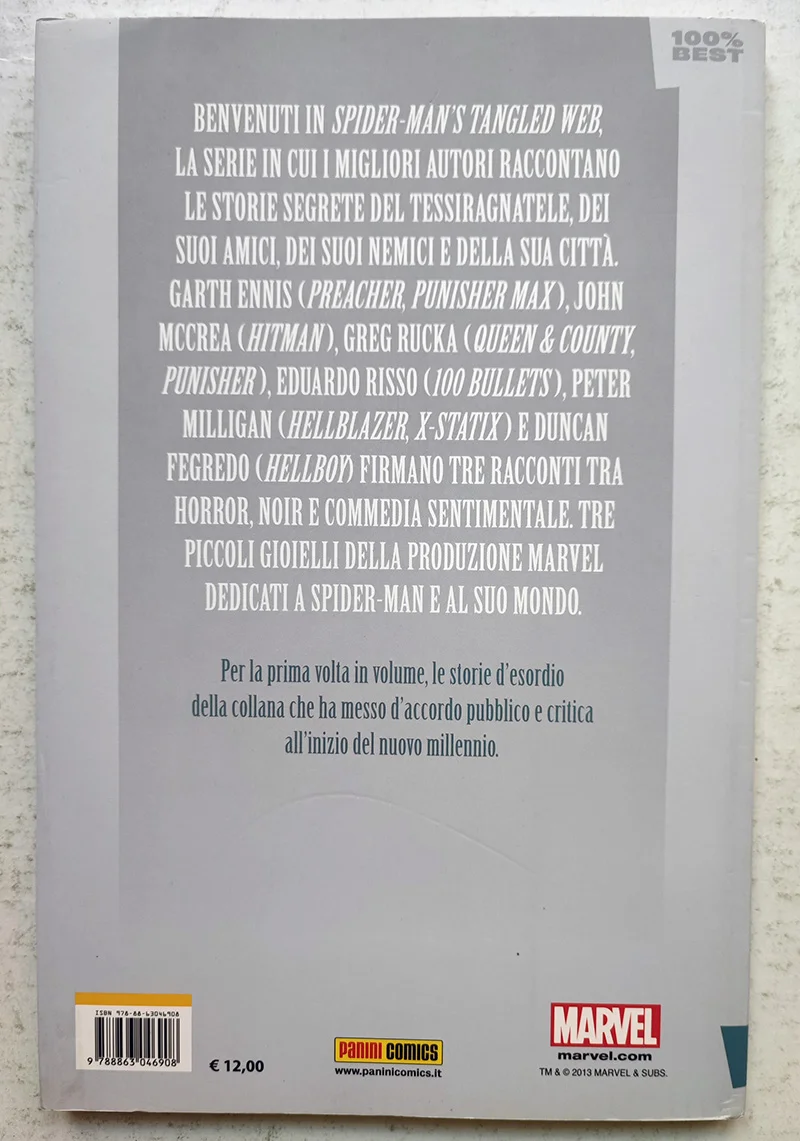 100%
BEST
BENVENUTI IN SPIDER-MAN'S TANGLED WEB,
LA SERIE IN CUI I MIGLIORI AUTORI RACCONTANO
LE STORIE SEGRETE DEL TESSIRAGNATELE, DEI
SUOI AMICI, DEI SUOI NEMICI E DELLA SUA CITTÀ.
GARTH ENNIS (PREACHER, PUNISHER MAX), JOHN
MCCREA (HITMAN), GREG RUCKA (QUEEN & COUNTY,
PUNISHER), EDUARDO RISSO (100 BULLETS), PETER
MILLIGAN (HELLBLAZER, X-STATIX) E DUNCAN
FEGREDO (HELLBOY) FIRMANO TRE RACCONTI TRA
HORROR, NOIR E COMMEDIA SENTIMENTALE. TRE
PICCOLI GIOIELLI DELLA PRODUZIONE MARVEL
DEDICATI A SPIDER-MAN E AL SUO MONDO.
Per la prima volta in volume, le storie d'esordio
della collana che ha messo d'accordo pubblico e critica
all'inizio del nuovo millennio.
ISBN 978-88-63046908
9 788863 046908
€ 12,00
PANINI COMICS
www.paninicomics.it
MARVEL
marvel.com
TM & © 2013 MARVEL & SUBS.